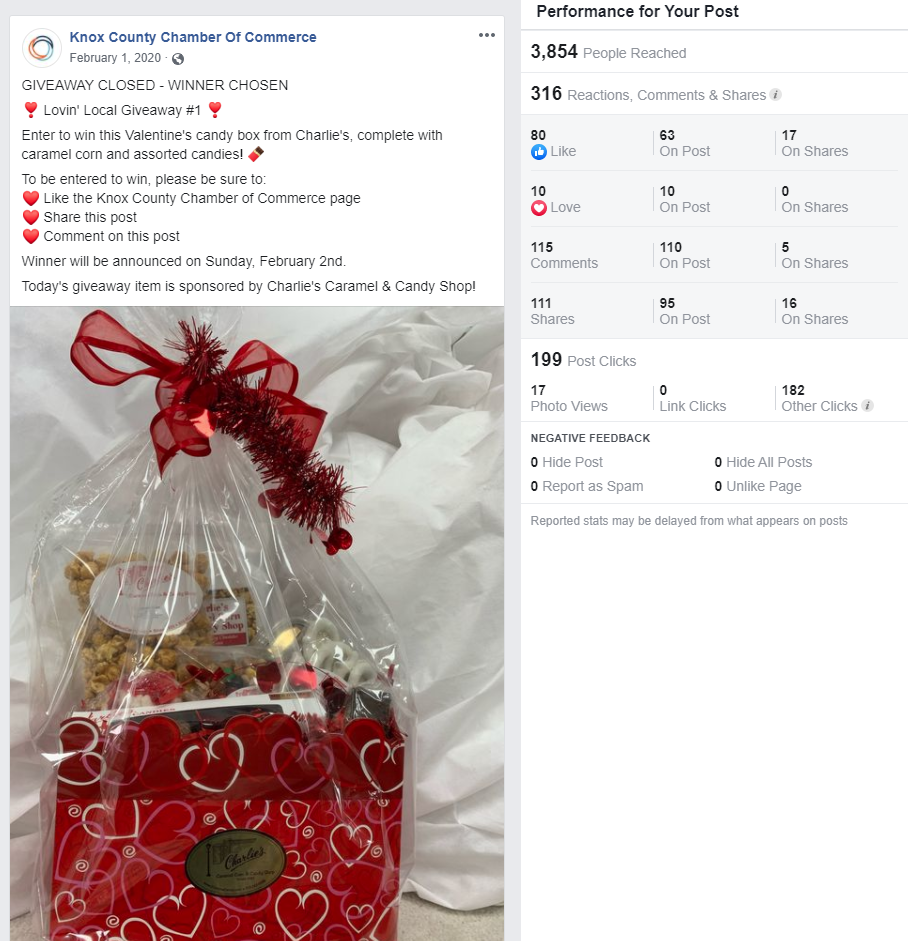 Knox County Chamber Of Commerce
February 1, 2020 ·
GIVEAWAY CLOSED - WINNER CHOSEN
❣️ Lovin' Local Giveaway #1 ❣️
Enter to win this Valentine's candy box from Charlie's, complete with
caramel corn and assorted candies! 🍫
To be entered to win, please be sure to:
❤️ Like the Knox County Chamber of Commerce page
❤️ Share this post
❤️ Comment on this post
Winner will be announced on Sunday, February 2nd.
Today's giveaway item is sponsored by Charlie's Caramel & Candy Shop!
Charlie's
Performance for Your Post
3,854 People Reached
316 Reactions, Comments & Shares
80 63 17
Like On Post On Shares
10 10 0
Love On Post On Shares
115 110 5
Comments On Post On Shares
111 95 16
Shares On Post On Shares
199 Post Clicks
17 0 182
Photo Views Link Clicks Other Clicks
NEGATIVE FEEDBACK
0 Hide Post 0 Hide All Posts
0 Report as Spam 0 Unlike Page
Reported stats may be delayed from what appears on posts